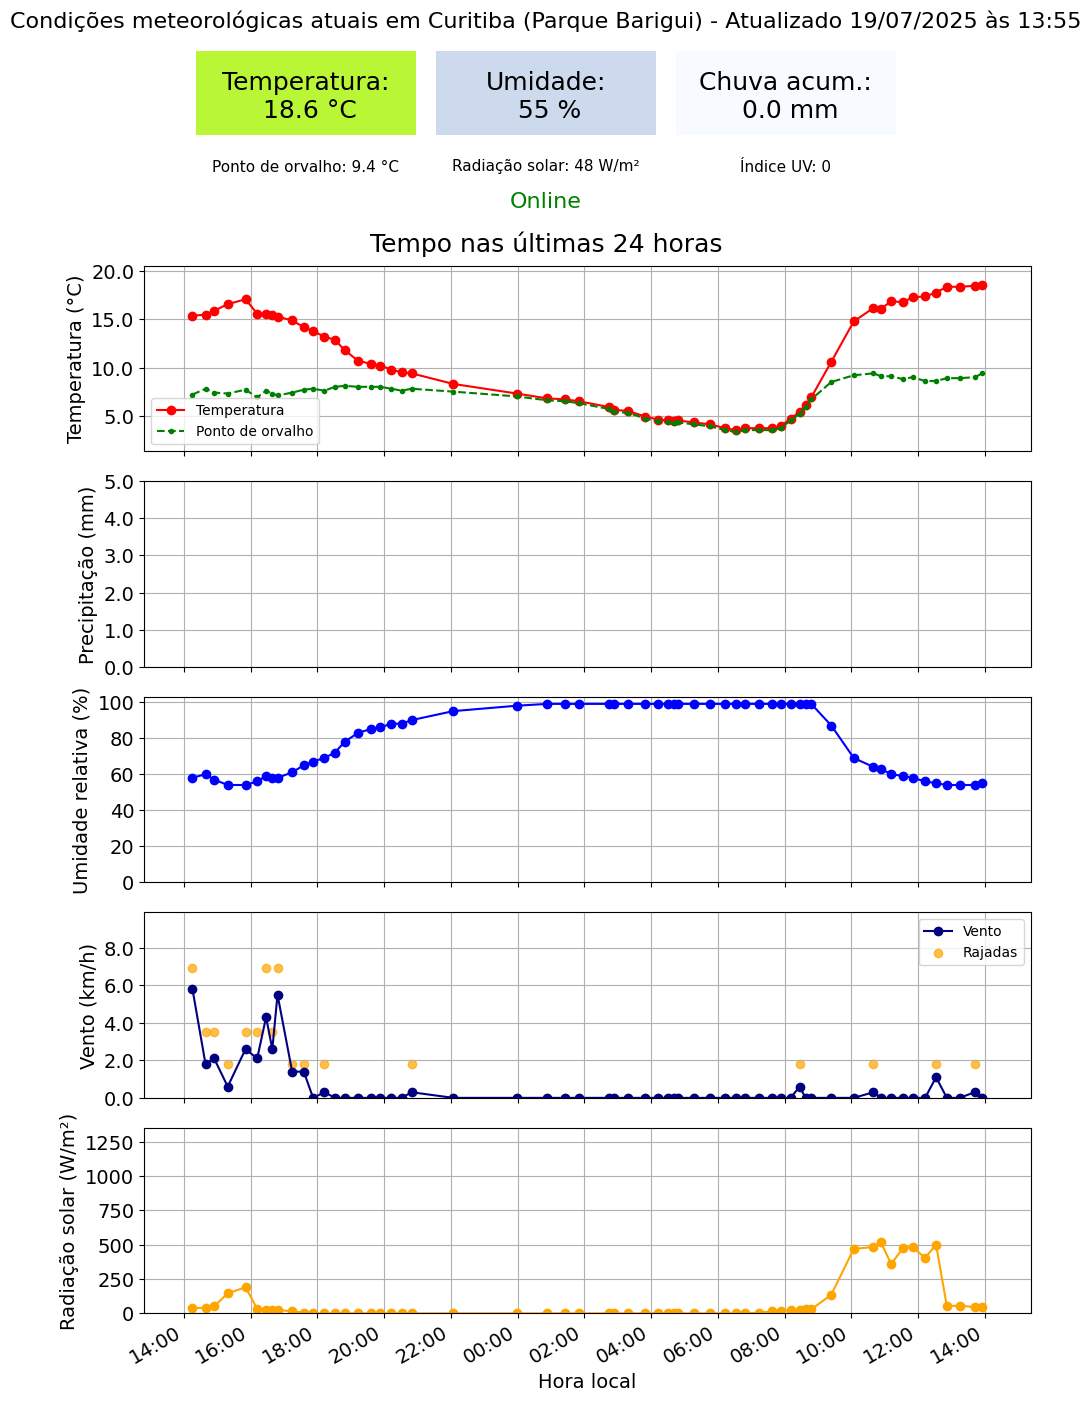 Condições meteorológicas atuais em Curitiba (Parque Barigui) - Atualizado 19/07/2025 às 13:55
Temperatura:
18.6 °C
Umidade:
55 %
Chuva acum.:
0.0 mm
Ponto de orvalho: 9.4 °C
Radiação solar: 48 W/m²
Índice UV: 0
Online
Tempo nas últimas 24 horas
Temperatura (°C)
20.0
15.0
10.0
5.0
Temperatura
Ponto de orvalho
Precipitação (mm)
5.0
4.0
3.0
2.0
1.0
0.0
Umidade relativa (%)
100
80
60
40
20
0
Vento (km/h)
8.0
6.0
4.0
2.0
0.0
Vento
Rajadas
Radiação solar (W/m²)
1250
1000
750
500
250
0
14:00
16:00
18:00
20:00
22:00
00:00
02:00
04:00
06:00
08:00
10:00
12:00
14:00
Hora local